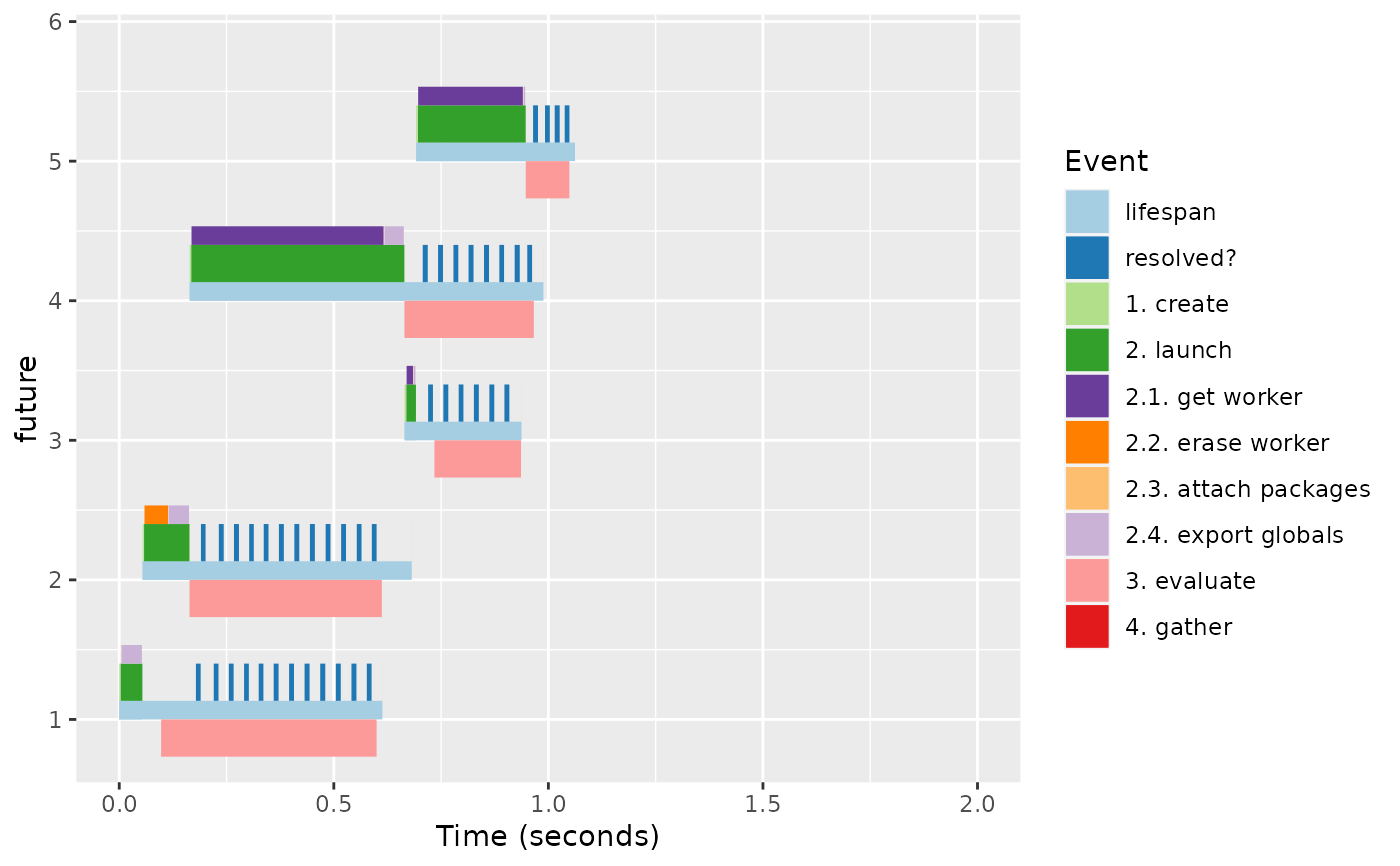 6
5
4
3
2
1
future
0.0 0.5 1.0 1.5 2.0
Time (seconds)
Event
lifespan
resolved?
1. create
2. launch
2.1. get worker
2.2. erase worker
2.3. attach packages
2.4. export globals
3. evaluate
4. gather